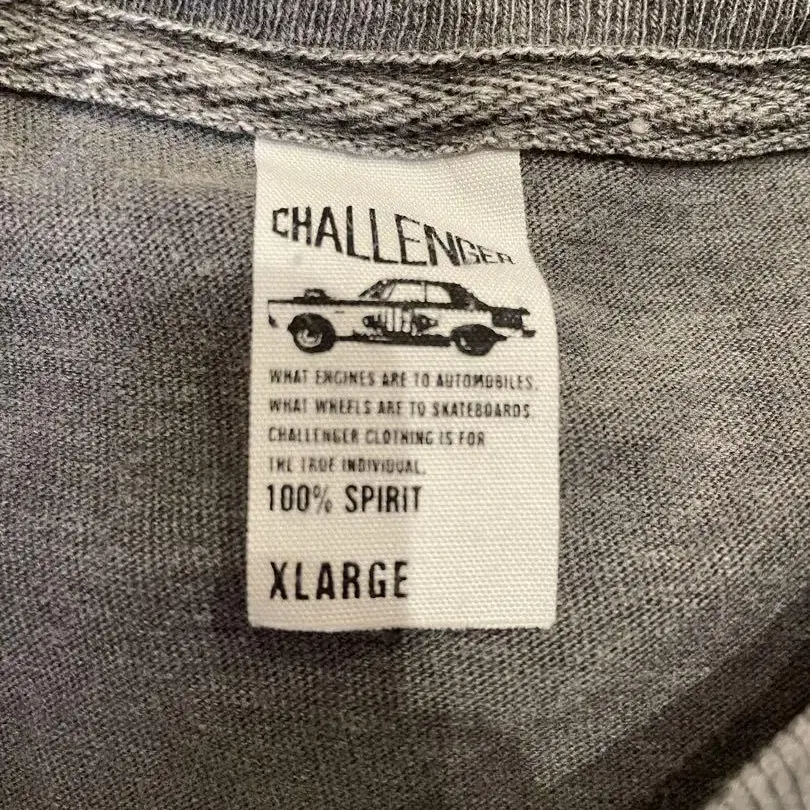 CHALLENGER
WHAT ENGINES ARE TO AUTOMOBILES,
WHAT WHEELS ARE TO SKATEBOARDS
CHALLENGER CLOTHING IS FOR
THE TRUE INDIVIDUAL.
100% SPIRIT
XLARGE